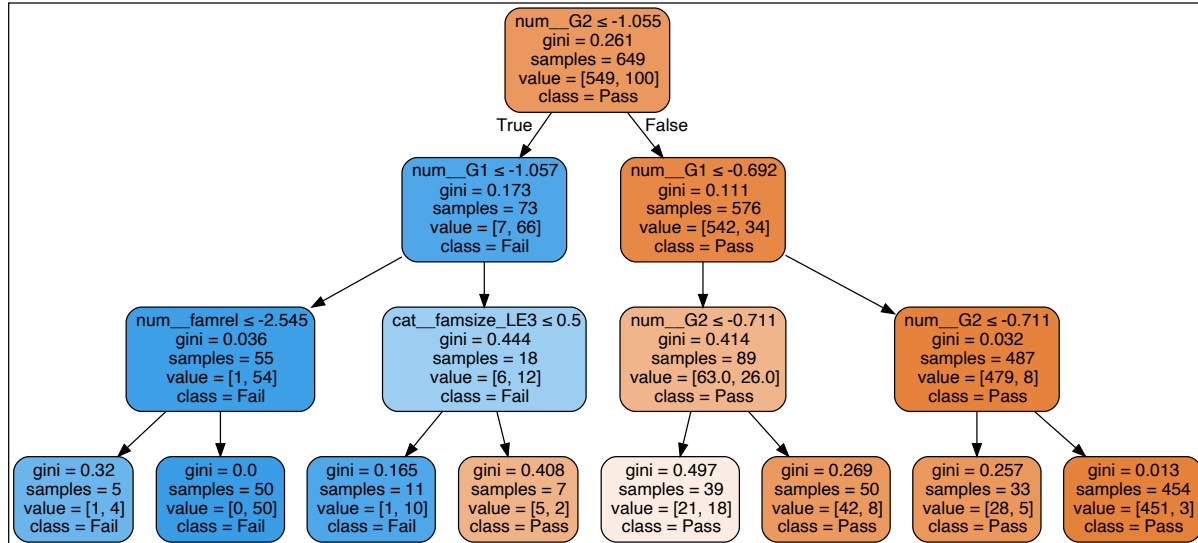 num__G2 ≤ -1.055
gini = 0.261
samples = 649
value = [549, 100]
class = Pass
True
False
num__G1 ≤ -1.057
gini = 0.173
samples = 73
value = [7, 66]
class = Fail
num__G1 ≤ -0.692
gini = 0.111
samples = 576
value = [542, 34]
class = Pass
num__famrel ≤ -2.545
gini = 0.036
samples = 55
value = [1, 54]
class = Fail
cat__famsize_LE3 ≤ 0.5
gini = 0.444
samples = 18
value = [6, 12]
class = Fail
num__G2 ≤ -0.711
gini = 0.414
samples = 89
value = [63.0, 26.0]
class = Pass
num__G2 ≤ -0.711
gini = 0.032
samples = 487
value = [479, 8]
class = Pass
gini = 0.32
samples = 5
value = [1, 4]
class = Fail
gini = 0.0
samples = 50
value = [0, 50]
class = Fail
gini = 0.165
samples = 11
value = [1, 10]
class = Fail
gini = 0.408
samples = 7
value = [5, 2]
class = Pass
gini = 0.497
samples = 39
value = [21, 18]
class = Pass
gini = 0.269
samples = 50
value = [42, 8]
class = Pass
gini = 0.257
samples = 33
value = [28, 5]
class = Pass
gini = 0.013
samples = 454
value = [451, 3]
class = Pass